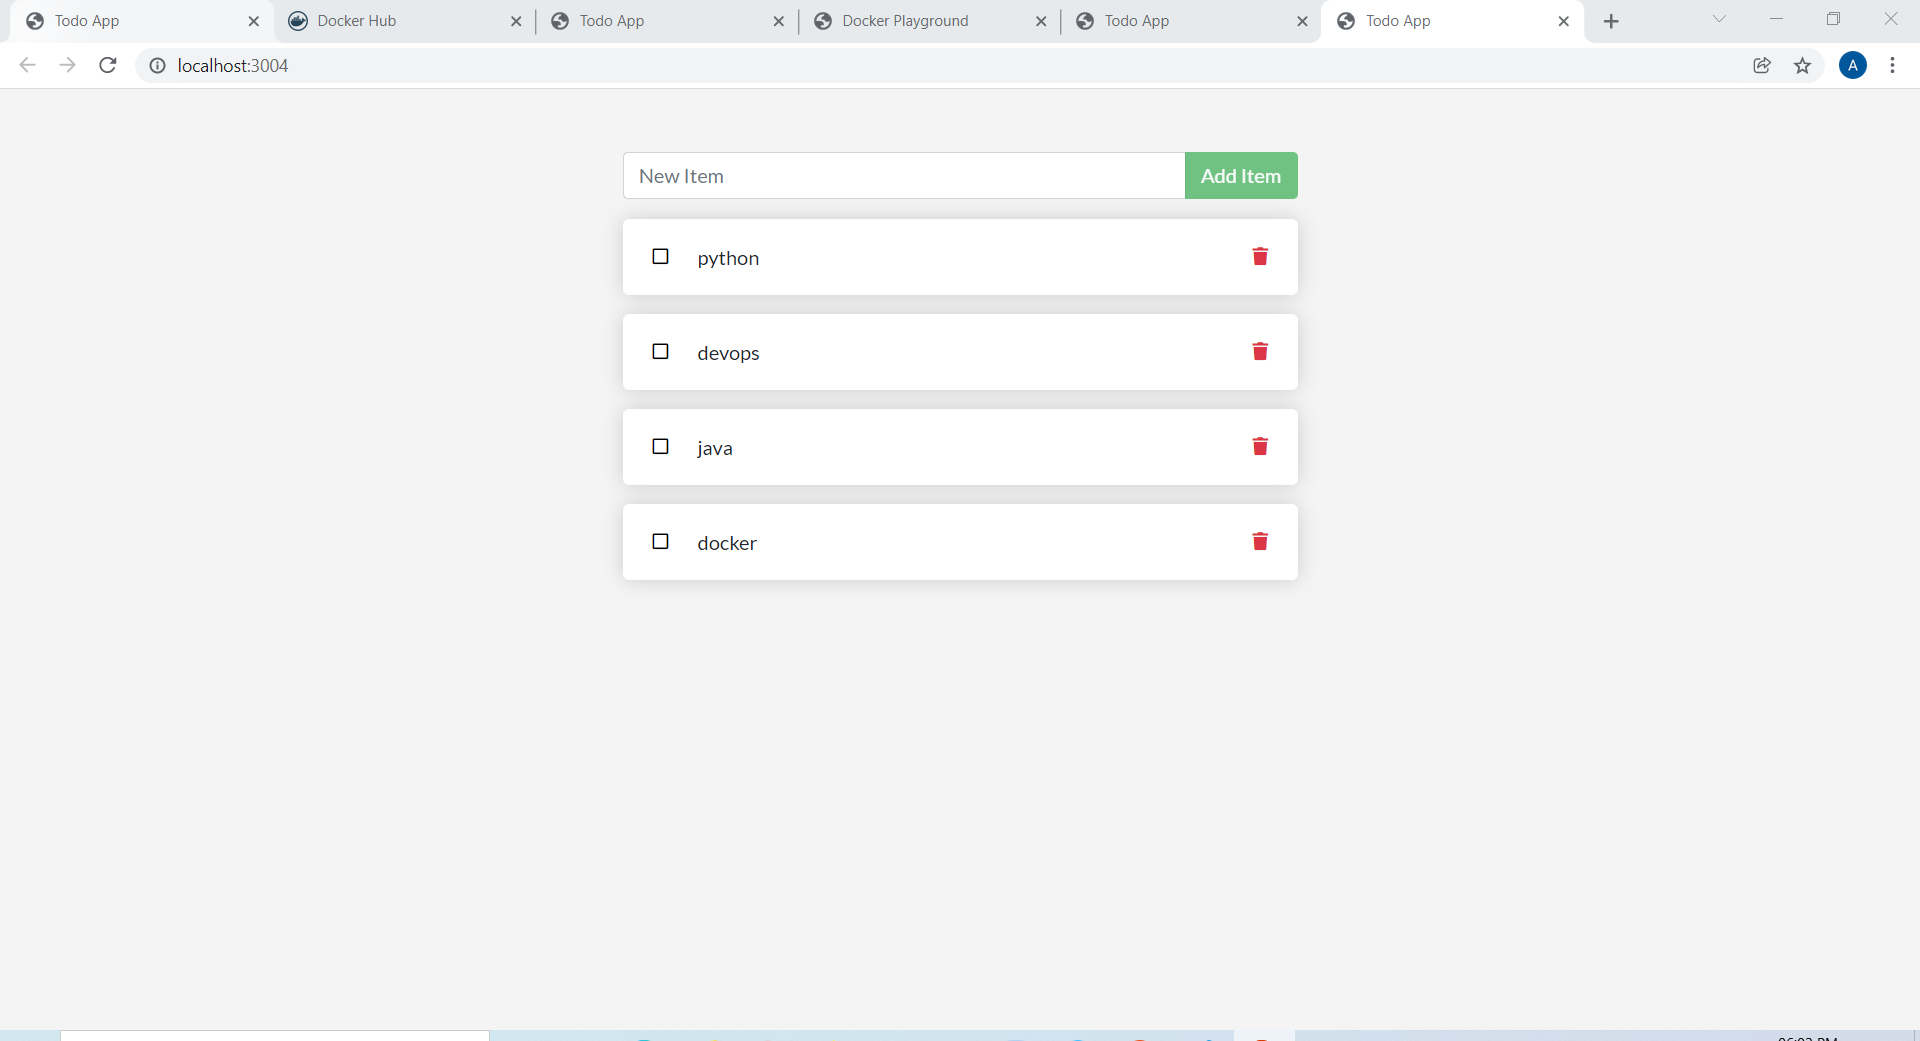 Todo App
Docker Hub
Todo App
Docker Playground
Todo App
Todo App
localhost:3004
A
New Item
Add Item
python
devops
java
docker